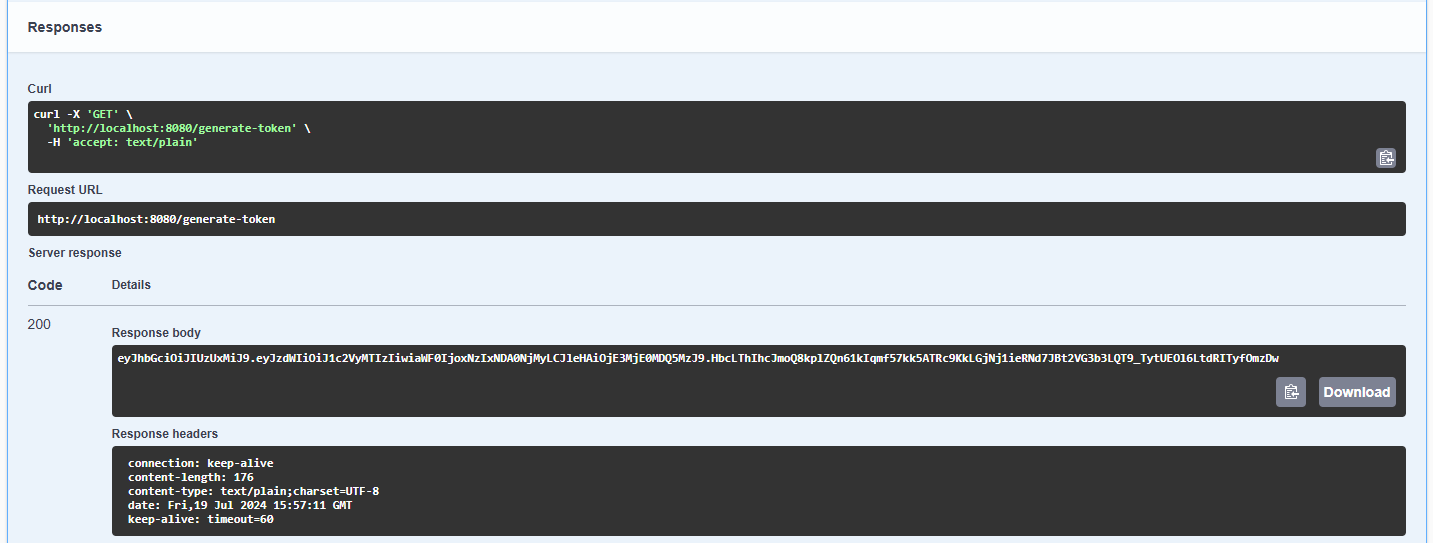 Responses
Curl
curl -X 'GET' \
'http://localhost:8080/generate-token' \
-H 'accept: text/plain'
Request URL
http://localhost:8080/generate-token
Server response
Code Details
200
Response body
eyJhbGciOiJIUzUxMiJ9.eyJzdWIiOiJ1c2VyMTIzIiwiaWF0IjoxNzIxNDA0NjMyLCJleHAiOjE3MjE0MDQ5MzJ9.HbcLThIhcJmoQ8kplZQn61kIqmf57kk5ATRc9KkLGjNj1ieRNd7JBt2VG3b3LQT9_TytUEOl6LtdRITyfOmzDw
Download
Response headers
connection: keep-alive
content-length: 176
content-type: text/plain;charset=UTF-8
date: Fri,19 Jul 2024 15:57:11 GMT
keep-alive: timeout=60